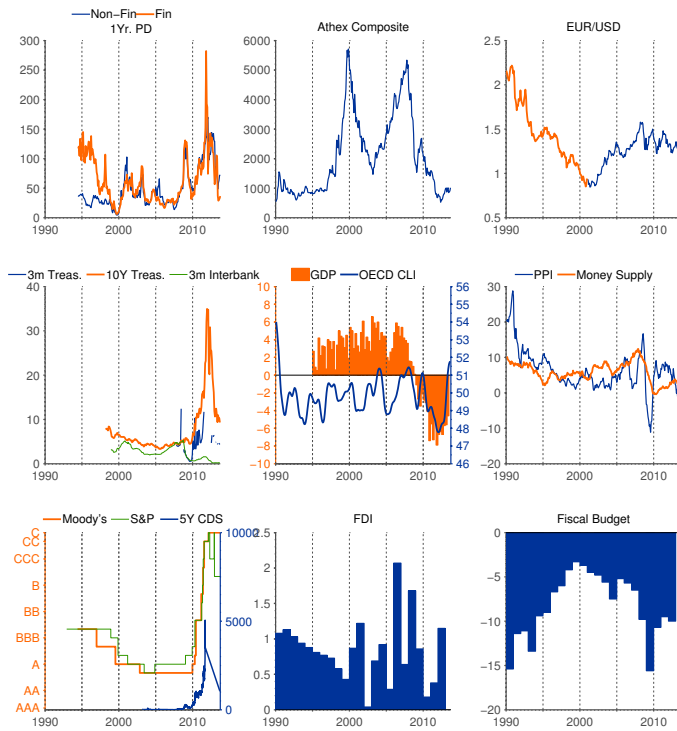 Non−Fin Fin
1Yr. PD
300
250
200
150
100
50
0
1990 2000 2010
Athex Composite
6000
5000
4000
3000
2000
1000
0
1990 2000 2010
EUR/USD
2.5
2
1.5
1
0.5
1990 2000 2010
3m Treas. 10Y Treas. 3m Interbank
40
30
20
10
0
1990 2000 2010
GDP OECD CLI
10 56
8 55
6 54
4 53
2 52
0 51
−2 50
−4 49
−6 48
−8 47
−10 46
1990 2000 2010
PPI Money Supply
30
20
10
0
−10
−20
1990 2000 2010
Moody's S&P 5Y CDS
C 10000
CC
CCC
B
BB 5000
BBB
A
AA
AAA 0
1990 2000 2010
FDI
2.5
2
1.5
1
0.5
0
1990 2000 2010
Fiscal Budget
0
−5
−10
−15
−20
1990 2000 2010